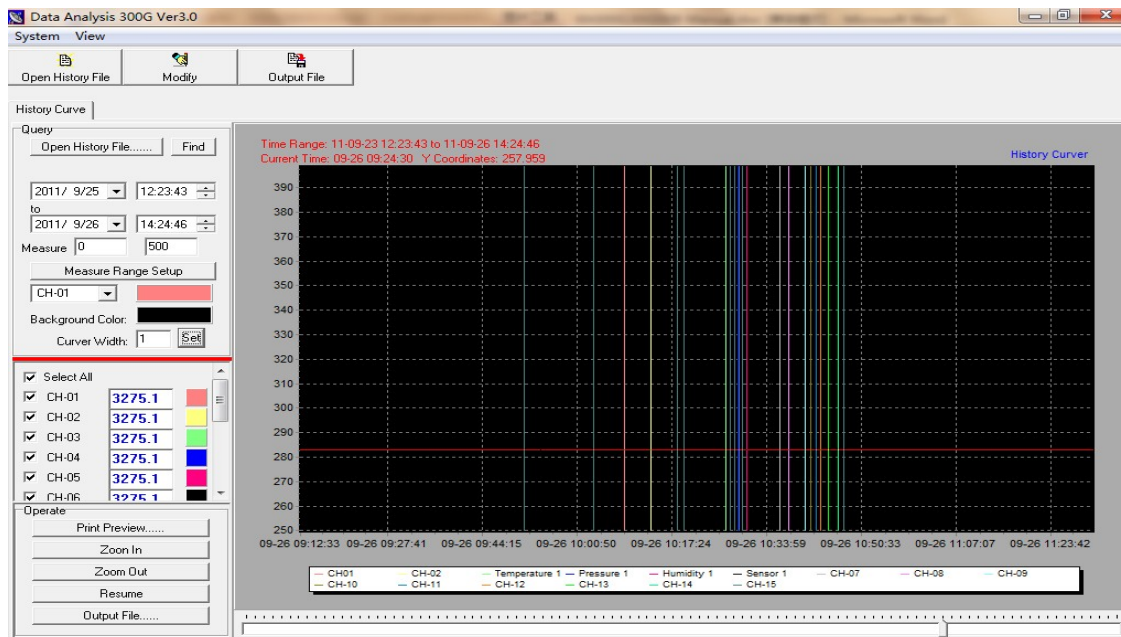 Data Analysis 300G Ver3.0
System View
Open History File Modify Output File
History Curve
Query
Open History File....... Find
2011/ 9/25 12:23:43
to
2011/ 9/26 14:24:46
Measure 0 500
Measure Range Setup
CH-01
Background Color:
Curver Width: 1 Set
Select All
CH-01 3275.1
CH-02 3275.1
CH-03 3275.1
CH-04 3275.1
CH-05 3275.1
CH-06 3275.1
Operate
Print Preview......
Zoon In
Zoom Out
Resume
Output File......
Time Range: 11-09-23 12:23:43 to 11-09-26 14:24:46
Current Time: 09-26 09:24:30 Y Coordinates: 257.959
History Curver
390
380
370
360
350
340
330
320
310
300
290
280
270
260
250
09-26 09:12:33 09-26 09:27:41 09-26 09:44:15 09-26 10:00:50 09-26 10:17:24 09-26 10:33:59 09-26 10:50:33 09-26 11:07:07 09-26 11:23:42
CH01 CH-02 Temperature 1 Pressure 1 Humidity 1 Sensor 1 CH-07 CH-08 CH-09
CH-10 CH-11 CH-12 CH-13 CH-14 CH-15